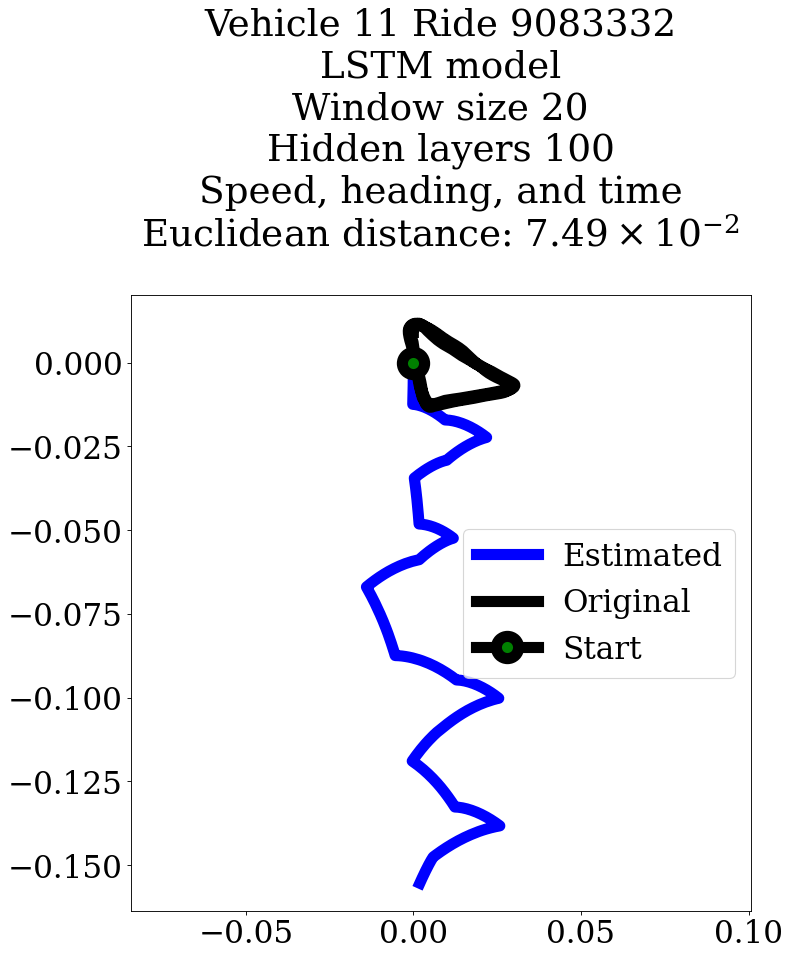 Vehicle 11 Ride 9083332
LSTM model
Window size 20
Hidden layers 100
Speed, heading, and time
Euclidean distance: 7.49 × 10⁻²
0.000
−0.025
−0.050
−0.075
−0.100
−0.125
−0.150
Estimated
Original
Start
−0.05 0.00 0.05 0.10